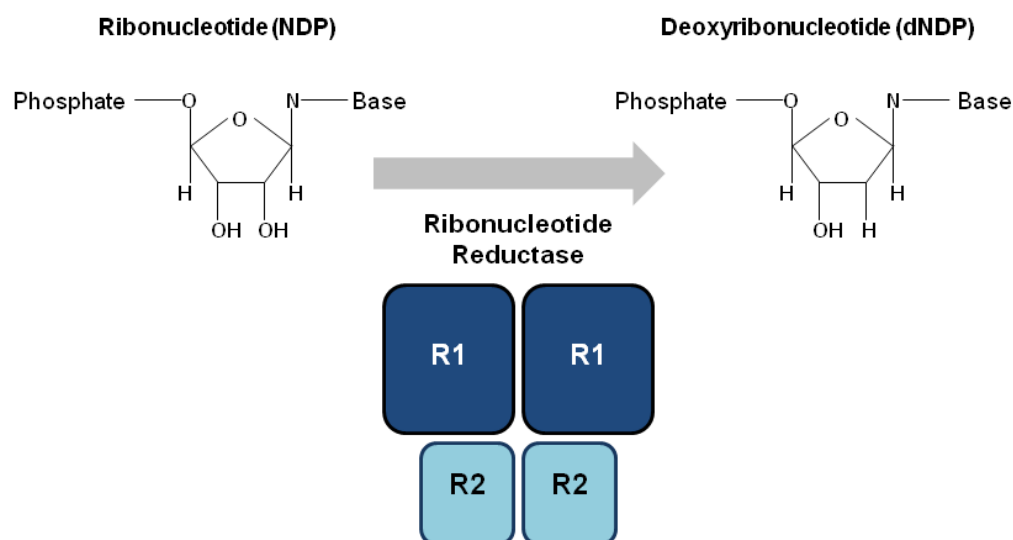 Ribonucleotide (NDP)
Deoxyribonucleotide (dNDP)
Phosphate O N Base
O
H H
OH OH
Phosphate O N Base
O
H H
OH H
Ribonucleotide
Reductase
R1 R1
R2 R2